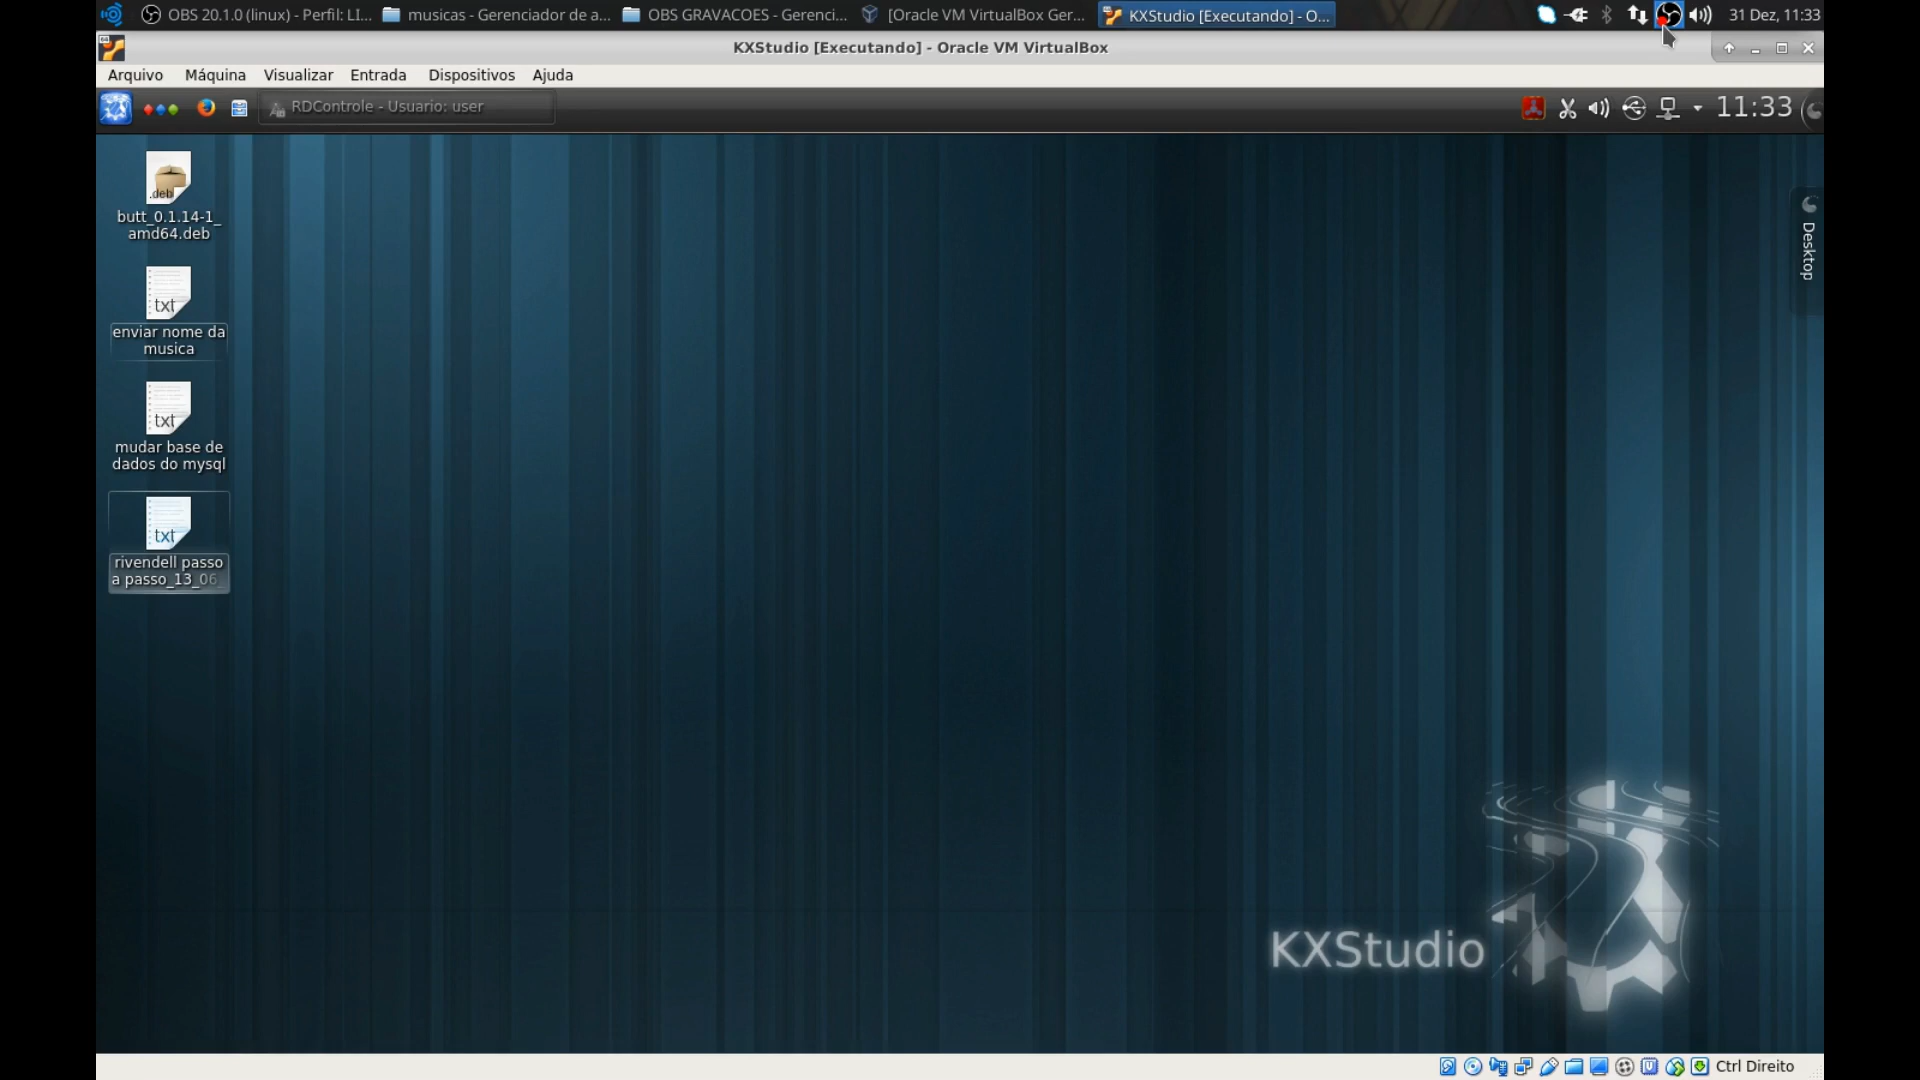 OBS 20.1.0 (linux) - Perfil: LI...
musicas - Gerenciador de a...
OBS GRAVACOES - Gerenci...
[Oracle VM VirtualBox Ger...
KXStudio [Executando] - O...
31 Dez, 11:33
64
KXStudio [Executando] - Oracle VM VirtualBox
Arquivo Máquina Visualizar Entrada Dispositivos Ajuda
RDControle - Usuario: user
11:33
.deb
butt_0.1.14-1_
amd64.deb
Desktop
txt
enviar nome da
musica
txt
mudar base de
dados do mysql
txt
rivendell passo
a passo_13_06_
KXStudio
Ctrl Direito